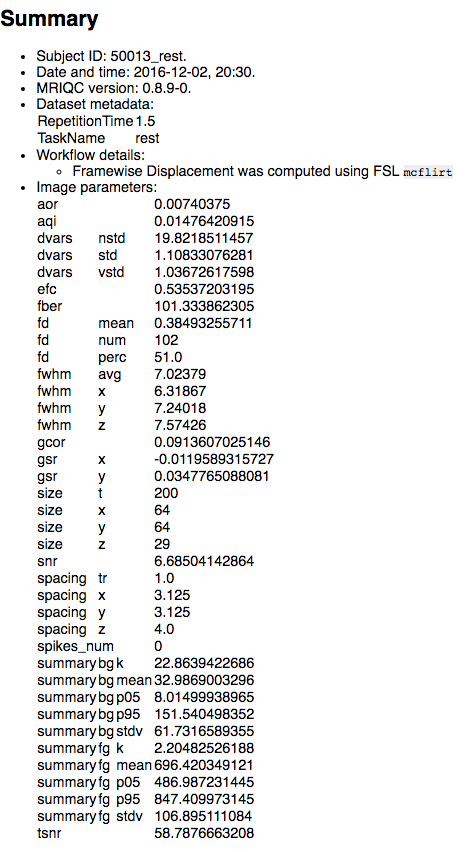 Summary
• Subject ID: 50013_rest.
• Date and time: 2016-12-02, 20:30.
• MRIQC version: 0.8.9-0.
• Dataset metadata:
RepetitionTime 1.5
TaskName rest
• Workflow details:
◦ Framewise Displacement was computed using FSL mcflirt
• Image parameters:
aor 0.00740375
aqi 0.01476420915
dvars nstd 19.8218511457
dvars std 1.10833076281
dvars vstd 1.03672617598
efc 0.53537203195
fber 101.333862305
fd mean 0.38493255711
fd num 102
fd perc 51.0
fwhm avg 7.02379
fwhm x 6.31867
fwhm y 7.24018
fwhm z 7.57426
gcor 0.0913607025146
gsr x -0.0119589315727
gsr y 0.0347765088081
size t 200
size x 64
size y 64
size z 29
snr 6.68504142864
spacing tr 1.0
spacing x 3.125
spacing y 3.125
spacing z 4.0
spikes_num 0
summary bg k 22.8639422686
summary bg mean 32.9869003296
summary bg p05 8.01499938965
summary bg p95 151.540498352
summary bg stdv 61.7316589355
summary fg k 2.20482526188
summary fg mean 696.420349121
summary fg p05 486.987231445
summary fg p95 847.409973145
summary fg stdv 106.895111084
tsnr 58.7876663208